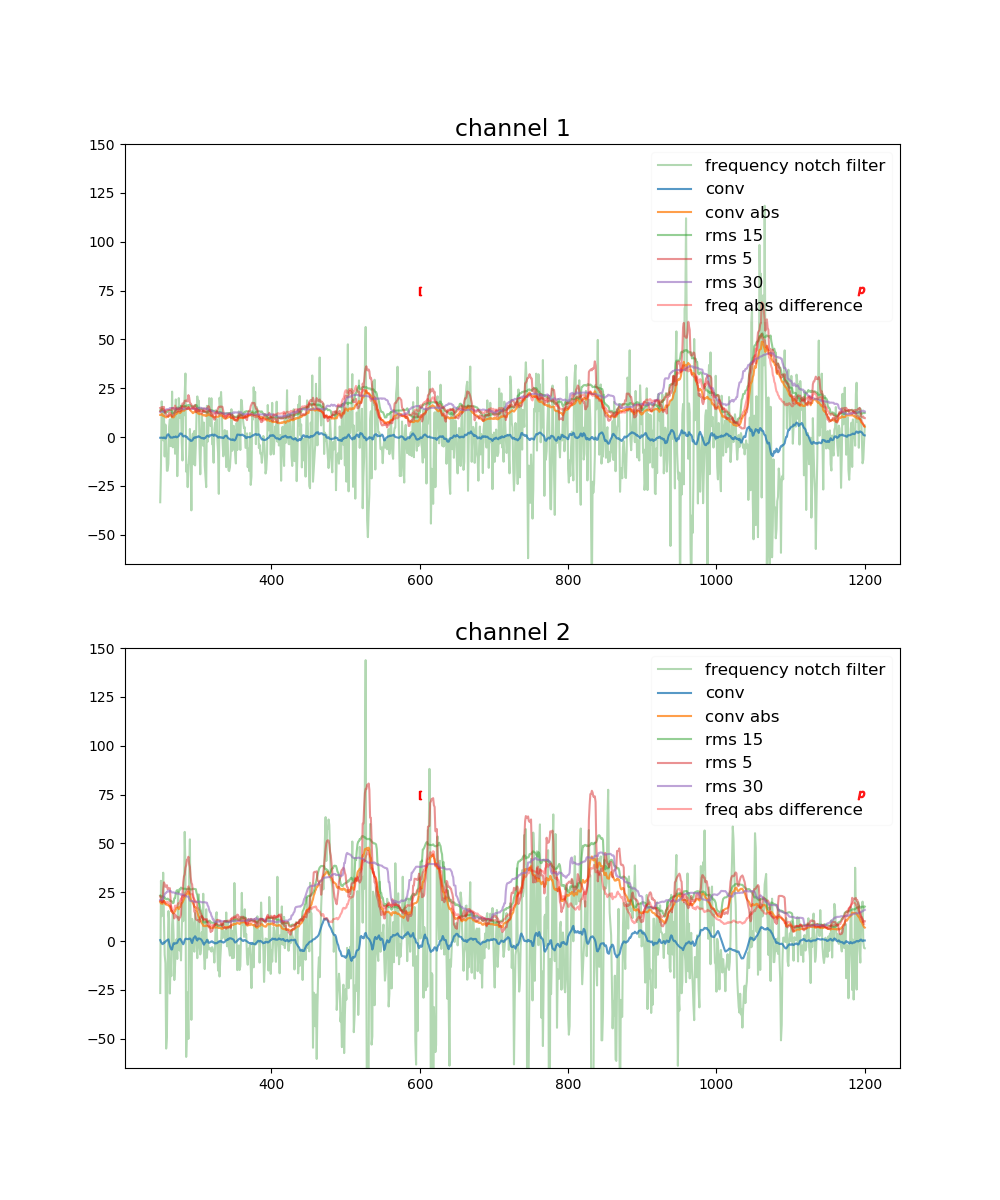 channel 1
150
125
100
75
50
25
0
−25
−50
frequency notch filter
conv
conv abs
rms 15
rms 5
rms 30
freq abs difference
p
400 600 800 1000 1200
channel 2
150
125
100
75
50
25
0
−25
−50
frequency notch filter
conv
conv abs
rms 15
rms 5
rms 30
freq abs difference
p
400 600 800 1000 1200